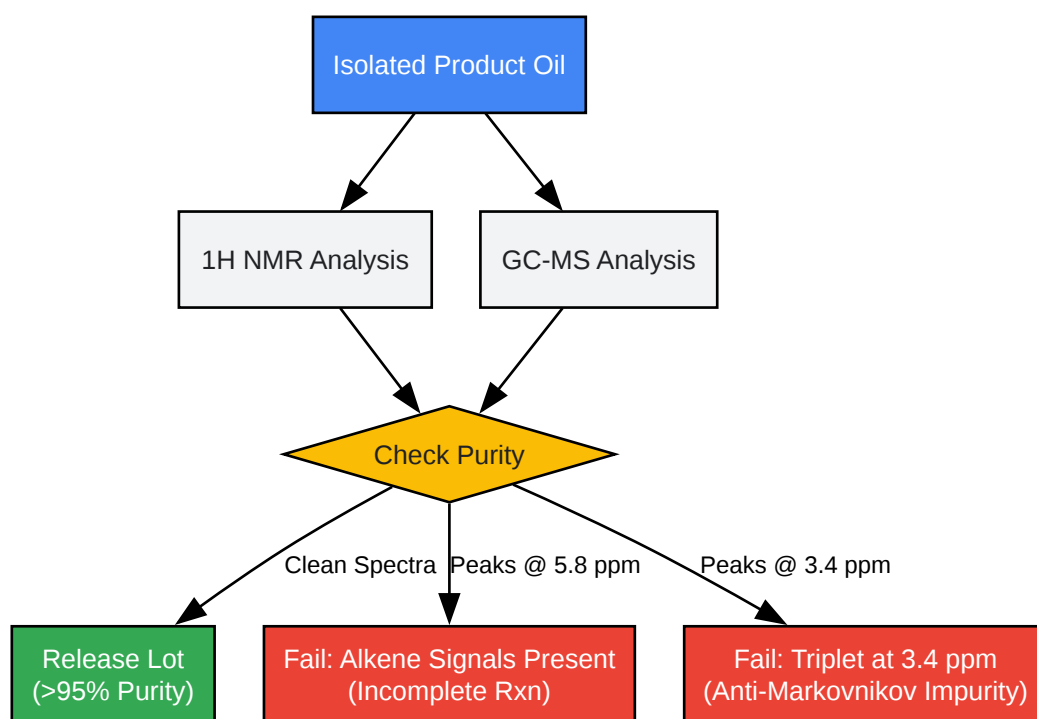 Isolated Product Oil
1H NMR Analysis
GC-MS Analysis
Check Purity
Clean Spectra
Peaks @ 5.8 ppm
Peaks @ 3.4 ppm
Release Lot
(>95% Purity)
Fail: Alkene Signals Present
(Incomplete Rxn)
Fail: Triplet at 3.4 ppm
(Anti-Markovnikov Impurity)